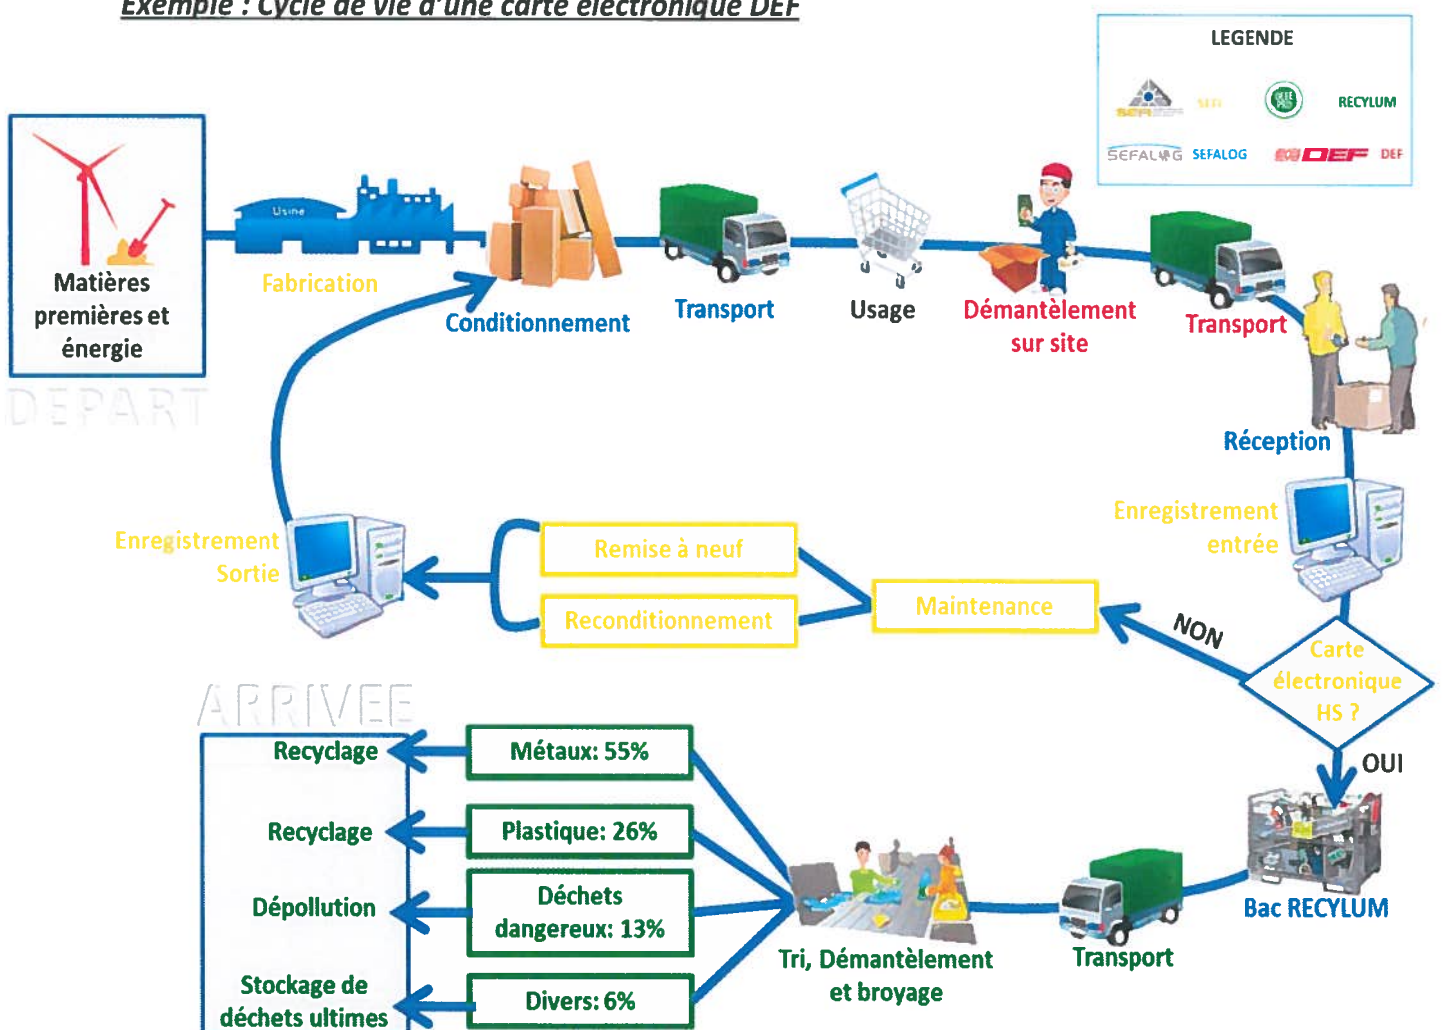 Exemple : Cycle de vie d'une carte électronique DEF
LEGENDE
SEFI
SEFI
RECYLUM
SEFALOG
SEFALOG
DEF
DEF
Usine
Matières
premières et
énergie
DEPART
Fabrication
Conditionnement
Transport
Usage
Démantèlement
sur site
Transport
Réception
Enregistrement
entrée
Enregistrement
Sortie
Remise à neuf
Reconditionnement
Maintenance
NON
Carte
électronique
HS ?
OUI
Bac RECYLUM
Transport
Tri, Démantèlement
et broyage
ARRIVEE
Recyclage
Métaux: 55%
Recyclage
Plastique: 26%
Dépollution
Déchets
dangereux: 13%
Stockage de
déchets ultimes
Divers: 6%